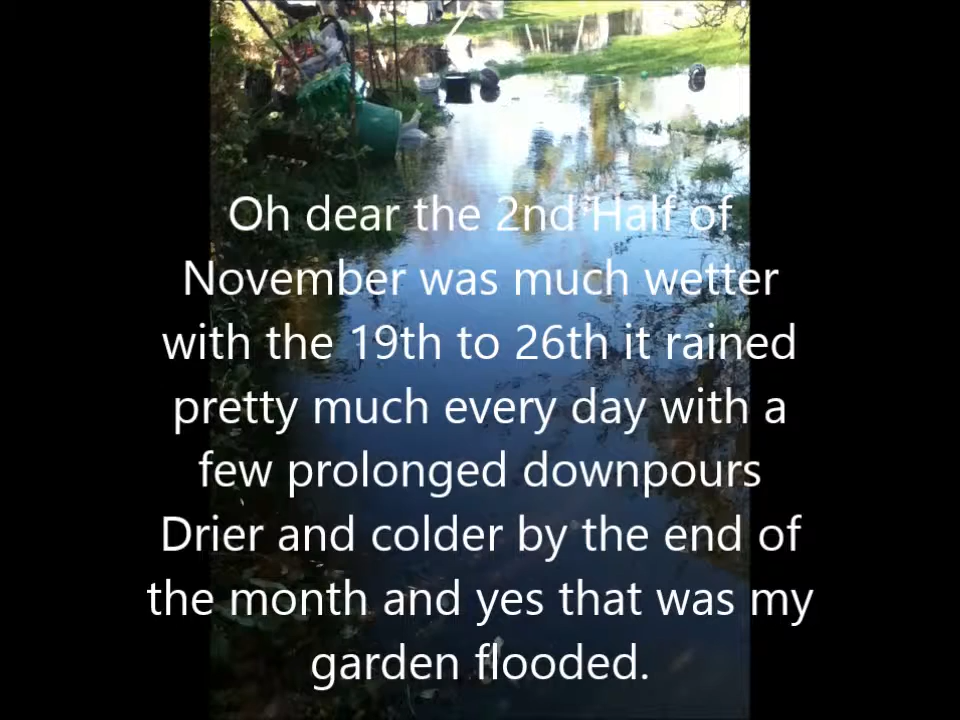 Oh dear the 2nd Half of
November was much wetter
with the 19th to 26th it rained
pretty much every day with a
few prolonged downpours
Drier and colder by the end of
the month and yes that was my
garden flooded.